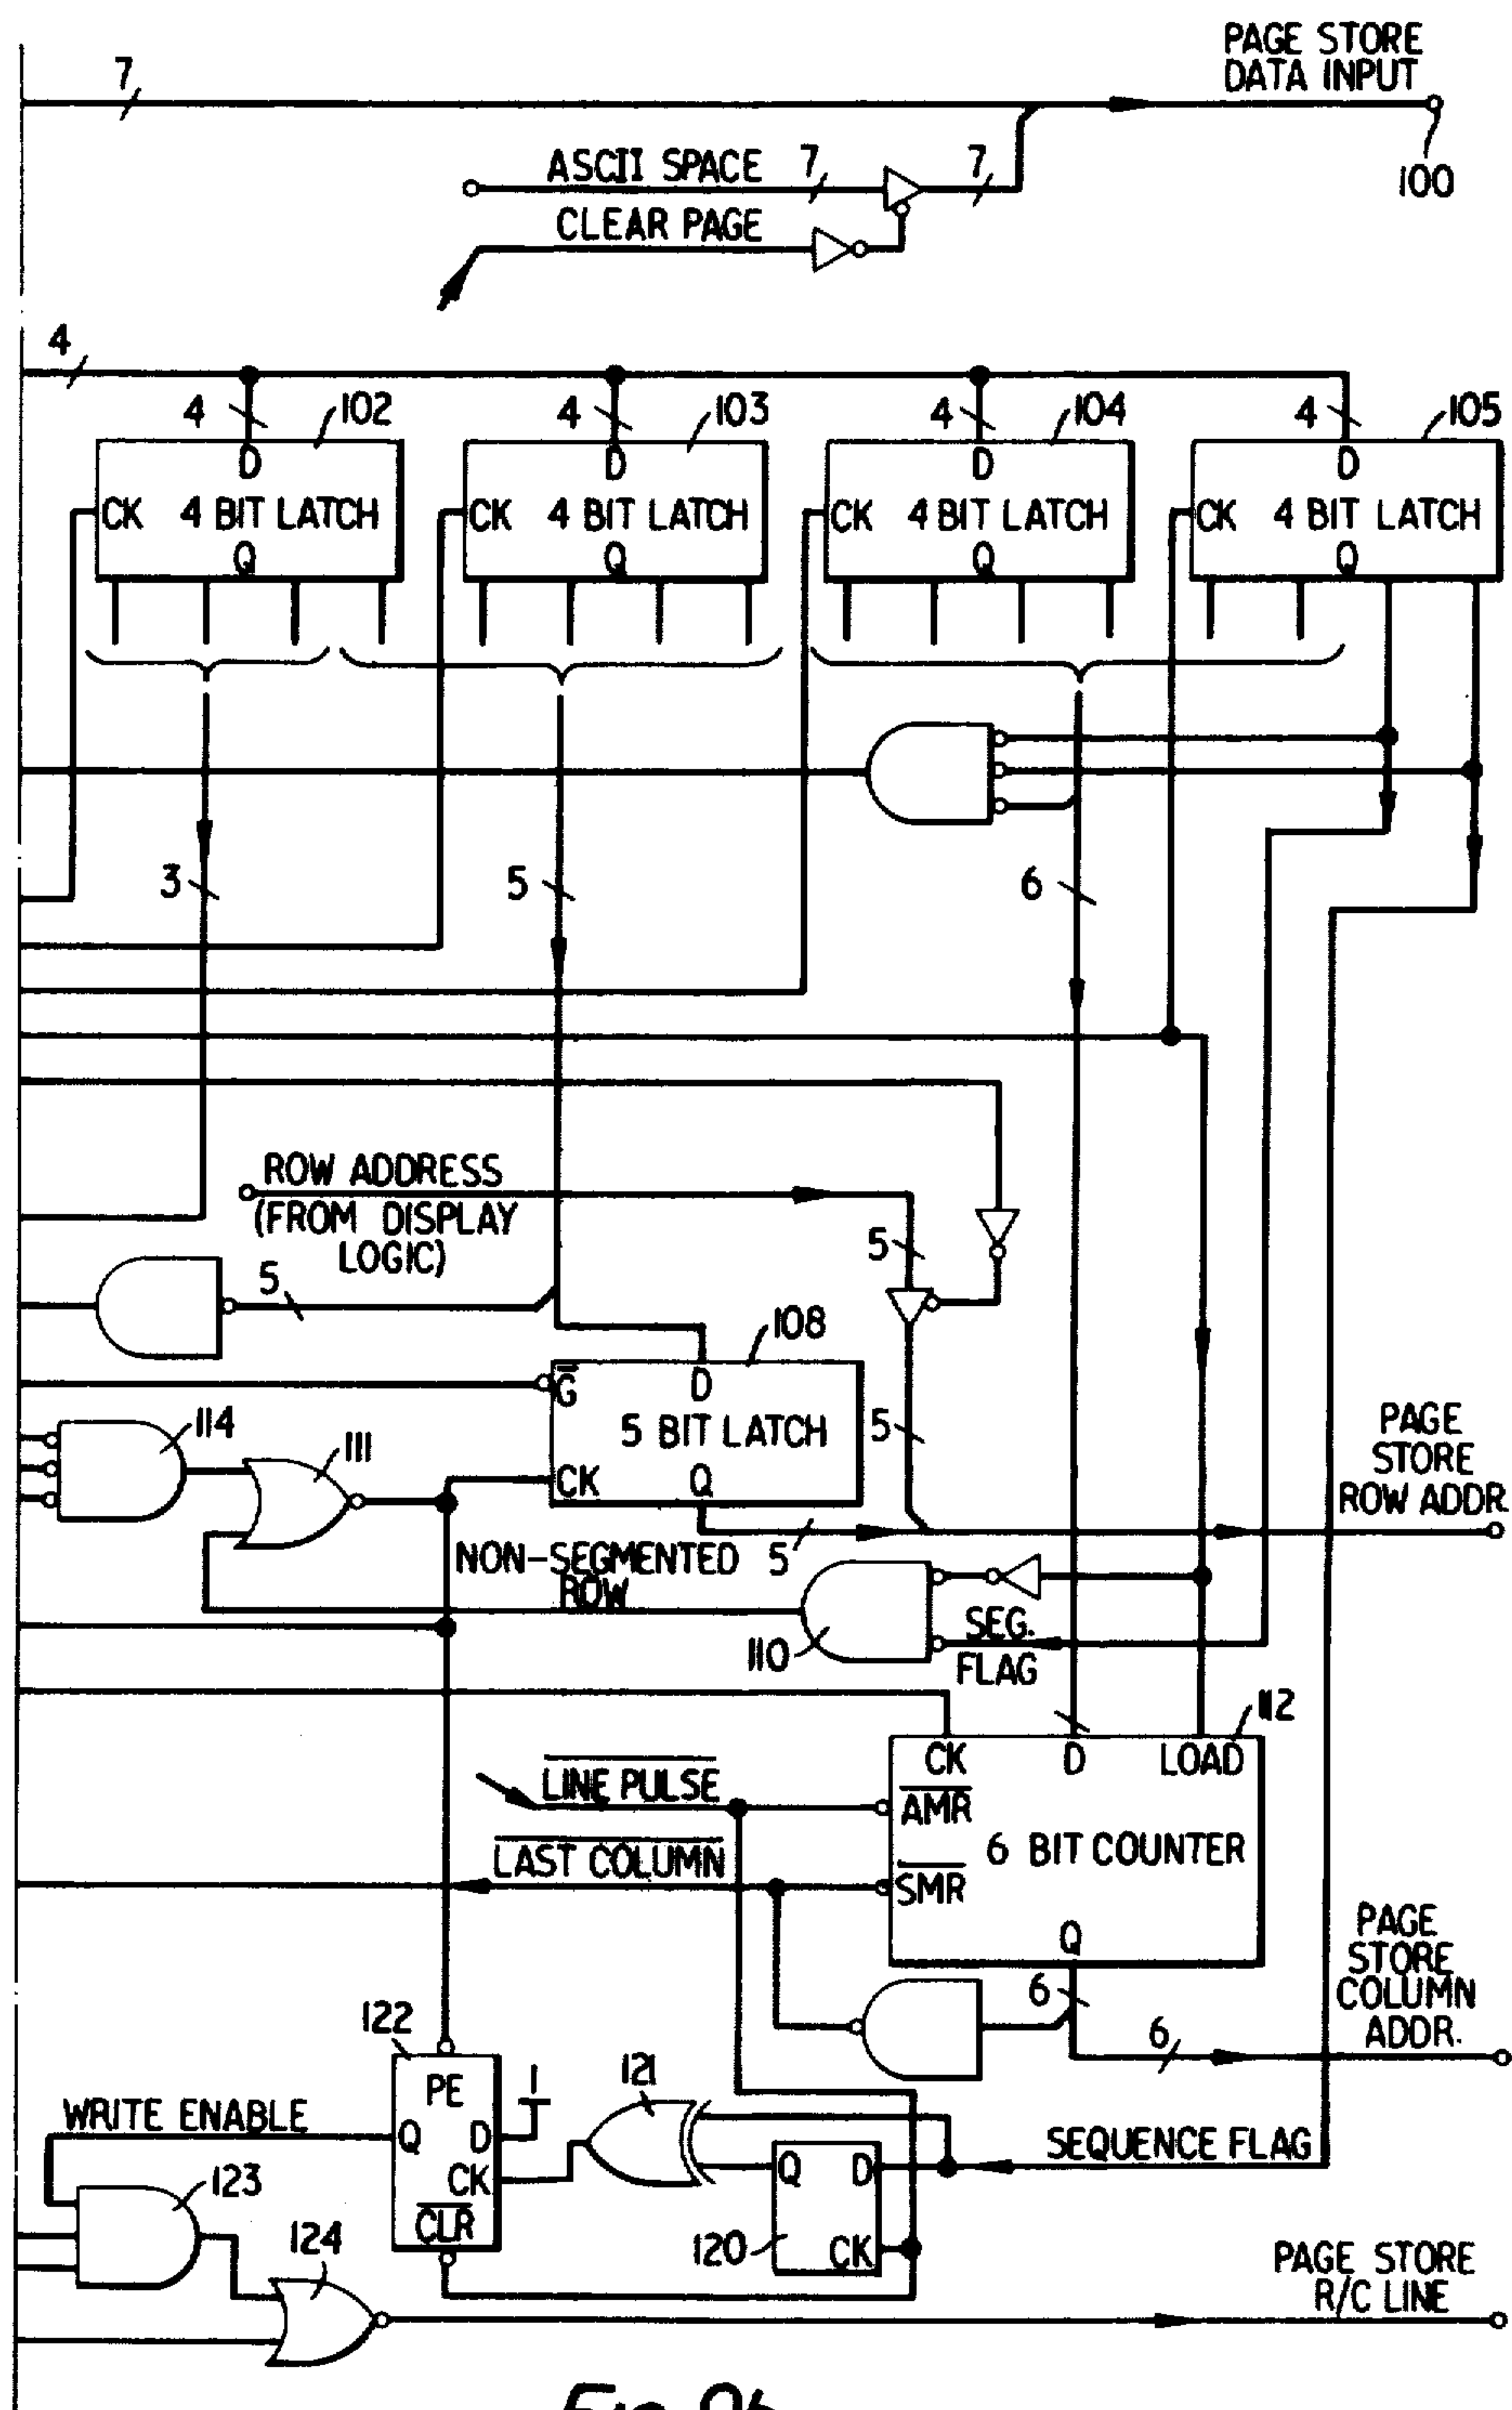 PAGE STORE
DATA INPUT
7
100
ASCII SPACE
7
7
CLEAR PAGE
4
4
102
4
103
4
104
4
105
D
CK 4 BIT LATCH
Q
D
CK 4 BIT LATCH
Q
D
CK 4 BIT LATCH
Q
D
CK 4 BIT LATCH
Q
3
5
6
ROW ADDRESS
(FROM DISPLAY
LOGIC)
5
5
108
G D
5 BIT LATCH
CK Q
5
114
111
PAGE
STORE
ROW ADDR.
NON-SEGMENTED
ROW
5
110
SEG.
FLAG
112
CK D LOAD
LINE PULSE
AMR
6 BIT COUNTER
LAST COLUMN
SMR
Q
6
PAGE
STORE
COLUMN
ADDR.
6
122
PE
1
121
WRITE ENABLE
Q D
CK
CLR
SEQUENCE FLAG
Q D
120
CK
123
124
PAGE STORE
R/C LINE